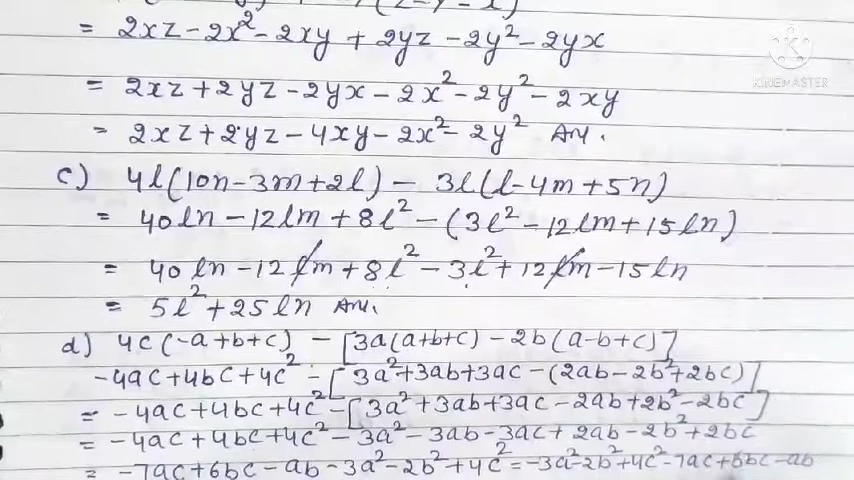 (z-y-x)
= 2xz - 2x² - 2xy + 2yz - 2y² - 2yx
KINEMASTER
= 2xz + 2yz - 2yx - 2x² - 2y² - 2xy
= 2xz + 2yz - 4xy - 2x² - 2y² Ans.
c) 4l(10n - 3m + 2l) - 3l(l - 4m + 5n)
= 40ln - 12lm + 8l² - (3l² - 12lm + 15ln)
= 40ln - 12lm + 8l² - 3l² + 12lm - 15ln
= 5l² + 25ln Ans.
d) 4c(-a+b+c) - [3a(a+b+c) - 2b(a-b+c)]
-4ac + 4bc + 4c² - [3a² + 3ab + 3ac - (2ab - 2b² + 2bc)]
= -4ac + 4bc + 4c² - [3a² + 3ab + 3ac - 2ab + 2b² - 2bc]
= -4ac + 4bc + 4c² - 3a² - 3ab - 3ac + 2ab - 2b² + 2bc
= -7ac + 6bc - ab - 3a² - 2b² + 4c² = -3a² - 2b² + 4c² - 7ac + 6bc - ab